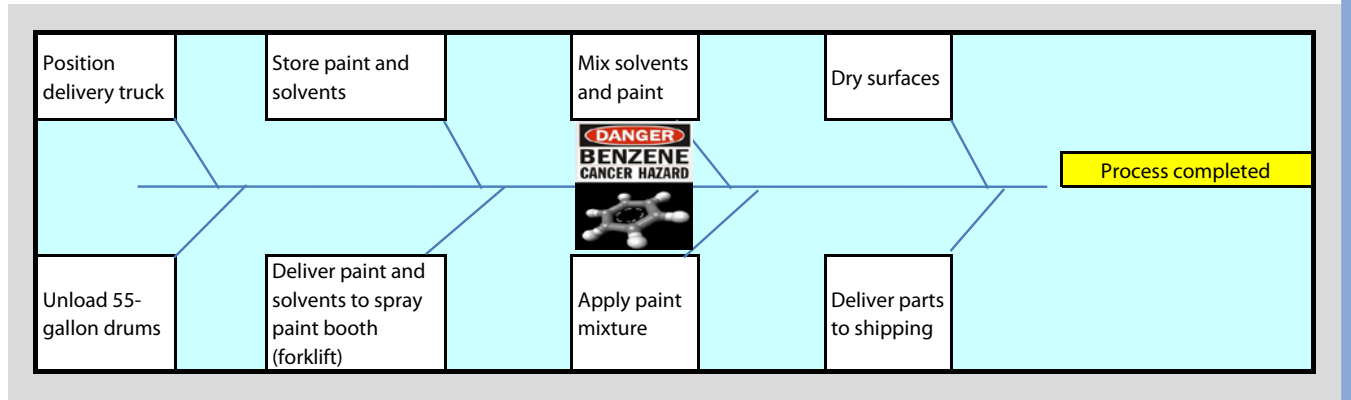 Position
delivery truck
Store paint and
solvents
Mix solvents
and paint
Dry surfaces
DANGER
BENZENE
CANCER HAZARD
Process completed
Unload 55-
gallon drums
Deliver paint and
solvents to spray
paint booth
(forklift)
Apply paint
mixture
Deliver parts
to shipping